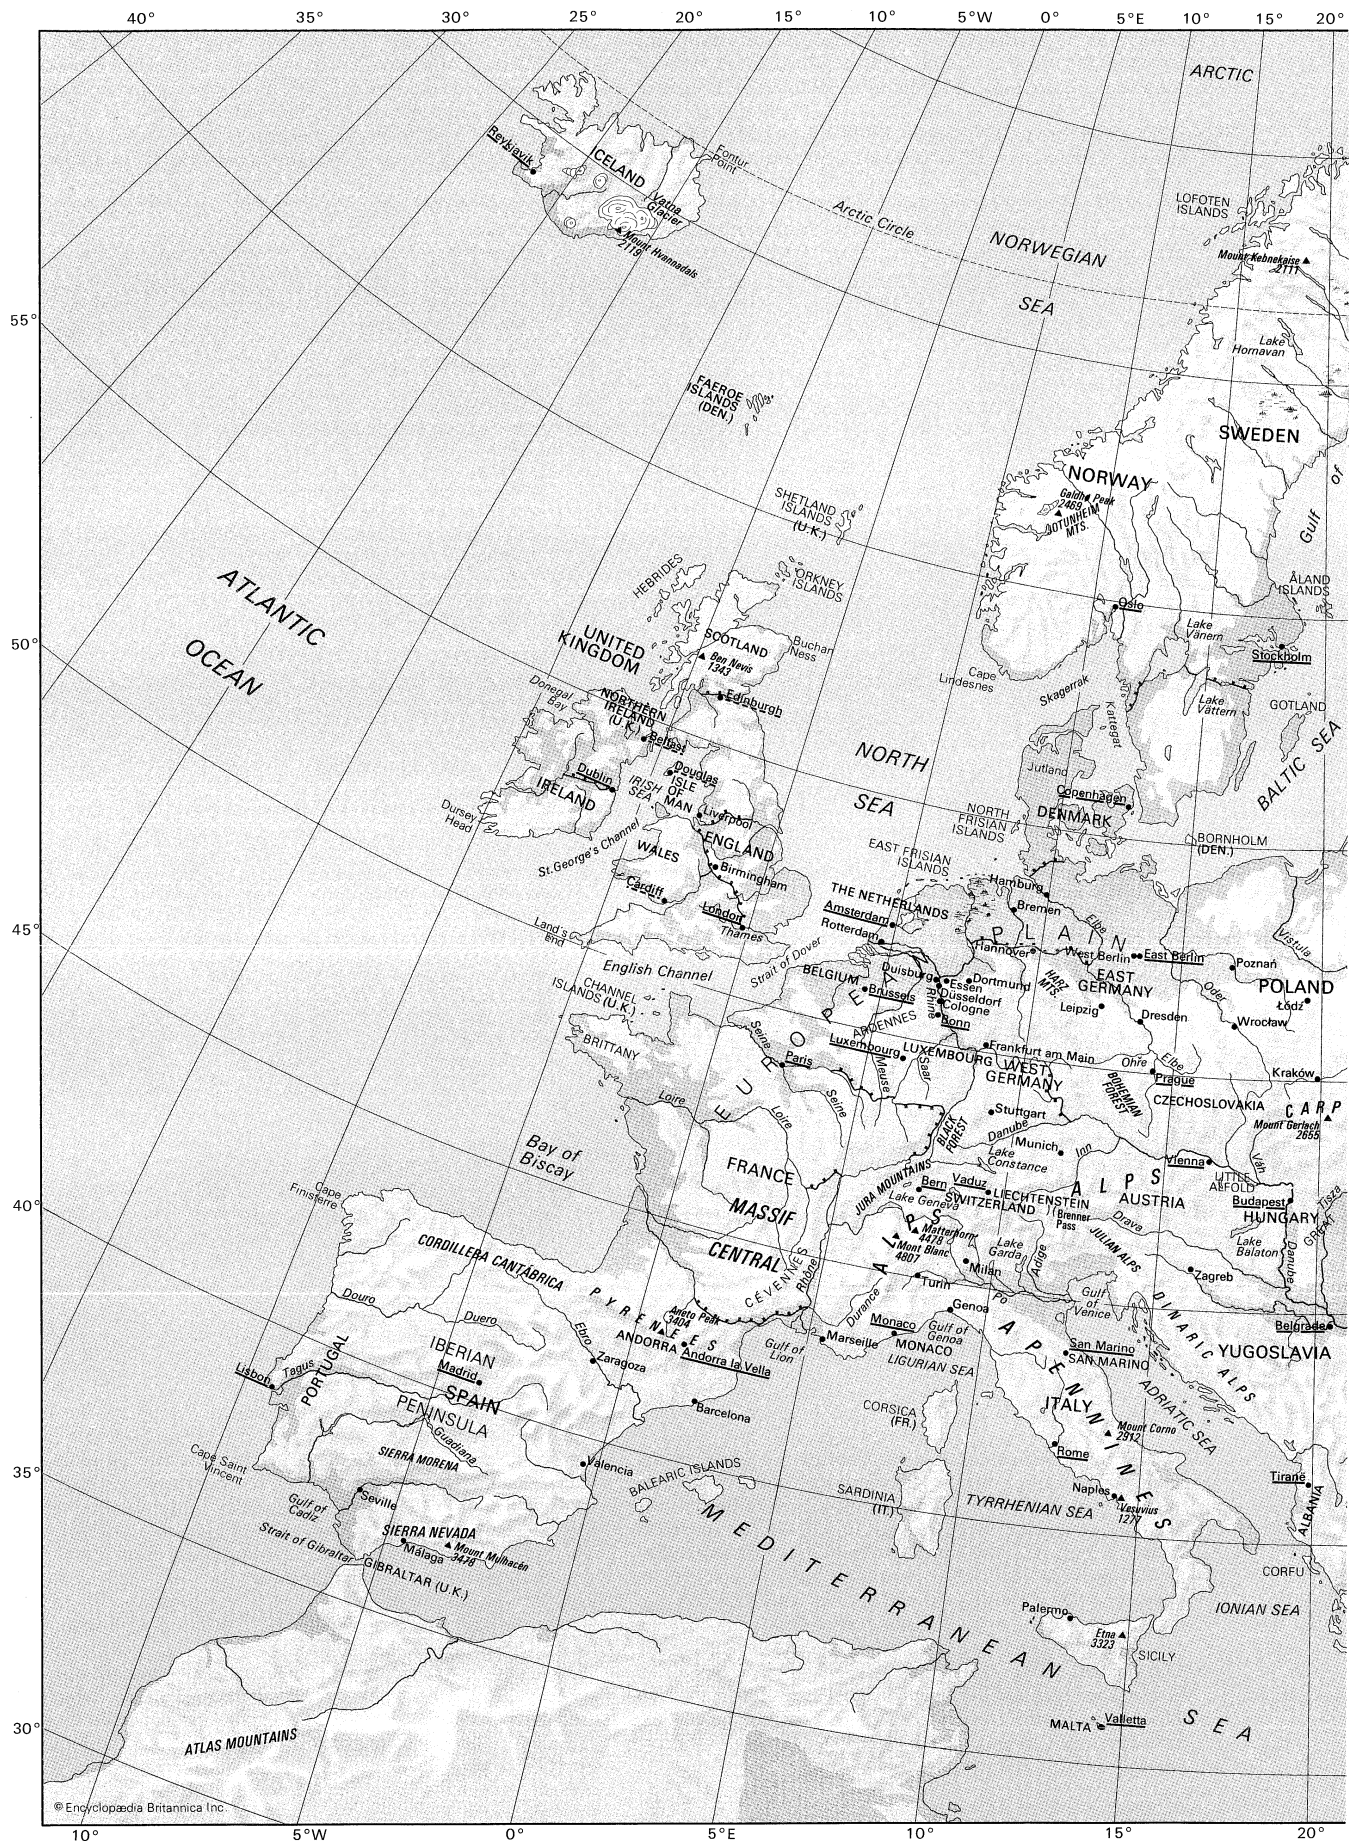 40°
35°
30°
25°
20°
15°
10°
5°W
0°
5°E
10°
15°
20°
ARCTIC
Reykjavik
ICELAND
Fontur
Point
Vatna
Glacier
Mount Hvannadals
2119
Arctic Circle
NORWEGIAN
SEA
LOFOTEN
ISLANDS
Mount Kebnekaise
2111
55°
Lake
Hornavan
FAEROE
ISLANDS
(DEN.)
SWEDEN
NORWAY
Galdhø Peak
2469
JOTUNHEIM
MTS.
Gulf of
SHETLAND
ISLANDS
(U.K.)
HEBRIDES
ORKNEY
ISLANDS
ÅLAND
ISLANDS
ATLANTIC
OCEAN
50°
UNITED
KINGDOM
SCOTLAND
Ben Nevis
1343
Buchan
Ness
Oslo
Lake
Vänern
Stockholm
Cape
Lindesnes
Skagerrak
Kattegat
Lake
Vättern
GOTLAND
Donegal
Bay
NORTHERN
IRELAND
(U.K.)
Edinburgh
Belfast
NORTH
SEA
BALTIC SEA
Dublin
IRELAND
IRISH
SEA
Douglas
ISLE
OF
MAN
Liverpool
Jutland
Copenhagen
DENMARK
NORTH
FRISIAN
ISLANDS
Dursey
Head
St. George's Channel
WALES
ENGLAND
Birmingham
EAST FRISIAN
ISLANDS
BORNHOLM
(DEN.)
Cardiff
London
Thames
THE NETHERLANDS
Amsterdam
Rotterdam
Hamburg
Bremen
Elbe
45°
Land's
End
English Channel
Strait of Dover
EUROPEAN
PLAIN
Hannover
West Berlin
East Berlin
Poznań
Vistula
CHANNEL
ISLANDS (U.K.)
BELGIUM
Brussels
Duisburg
Essen
Dortmund
Düsseldorf
Cologne
Bonn
Rhine
HARZ
MTS.
EAST
GERMANY
Leipzig
Dresden
Oder
POLAND
Łódź
Wrocław
BRITTANY
Seine
Paris
ARDENNES
Luxembourg
LUXEMBOURG
Meuse
Saar
Frankfurt am Main
WEST
GERMANY
Ohre
Elbe
Prague
Kraków
BOHEMIAN
FOREST
CZECHOSLOVAKIA
CARP
Mount Gerlach
2655
Loire
Loire
Seine
Stuttgart
BLACK
FOREST
Danube
Munich
Inn
Vienna
Váh
Bay of
Biscay
FRANCE
MASSIF
CENTRAL
CÉVENNES
JURA MOUNTAINS
Bern
Lake Geneva
Vaduz
LIECHTENSTEIN
SWITZERLAND
Lake
Constance
ALPS
AUSTRIA
LITTLE
ALFOLD
Budapest
HUNGARY
Tisza
GREAT
40°
Cape
Finisterre
Matterhorn
4478
Mont Blanc
4807
ALPS
Brenner
Pass
Drava
JULIAN ALPS
Lake
Balaton
Danube
CORDILLERA CANTÁBRICA
Rhône
Durance
Turin
Milan
Lake
Garda
Adige
Zagreb
Douro
Duero
PYRENEES
Aneto Peak
3404
Po
Genoa
Gulf
of
Venice
DINARIC ALPS
Belgrade
YUGOSLAVIA
PORTUGAL
IBERIAN
Ebro
ANDORRA
Andorra la Vella
Gulf of
Lion
Marseille
Monaco
MONACO
Gulf of
Genoa
LIGURIAN SEA
San Marino
SAN MARINO
Lisbon
Tagus
Madrid
SPAIN
PENINSULA
Zaragoza
Barcelona
CORSICA
(FR.)
APENNINES
ITALY
ADRIATIC SEA
Mount Corno
2912
35°
Cape Saint
Vincent
SIERRA MORENA
Guadiana
Valencia
BALEARIC ISLANDS
SARDINIA
(IT.)
Rome
Tiranë
ALBANIA
Gulf of
Cadiz
Seville
TYRRHENIAN SEA
Naples
Vesuvius
1277
Strait of Gibraltar
SIERRA NEVADA
Mount Mulhacén
3478
Málaga
GIBRALTAR (U.K.)
MEDITERRANEAN SEA
CORFU
IONIAN SEA
Palermo
Etna
3323
SICILY
30°
ATLAS MOUNTAINS
MALTA
Valletta
© Encyclopædia Britannica Inc.
10°
5°W
0°
5°E
10°
15°
20°